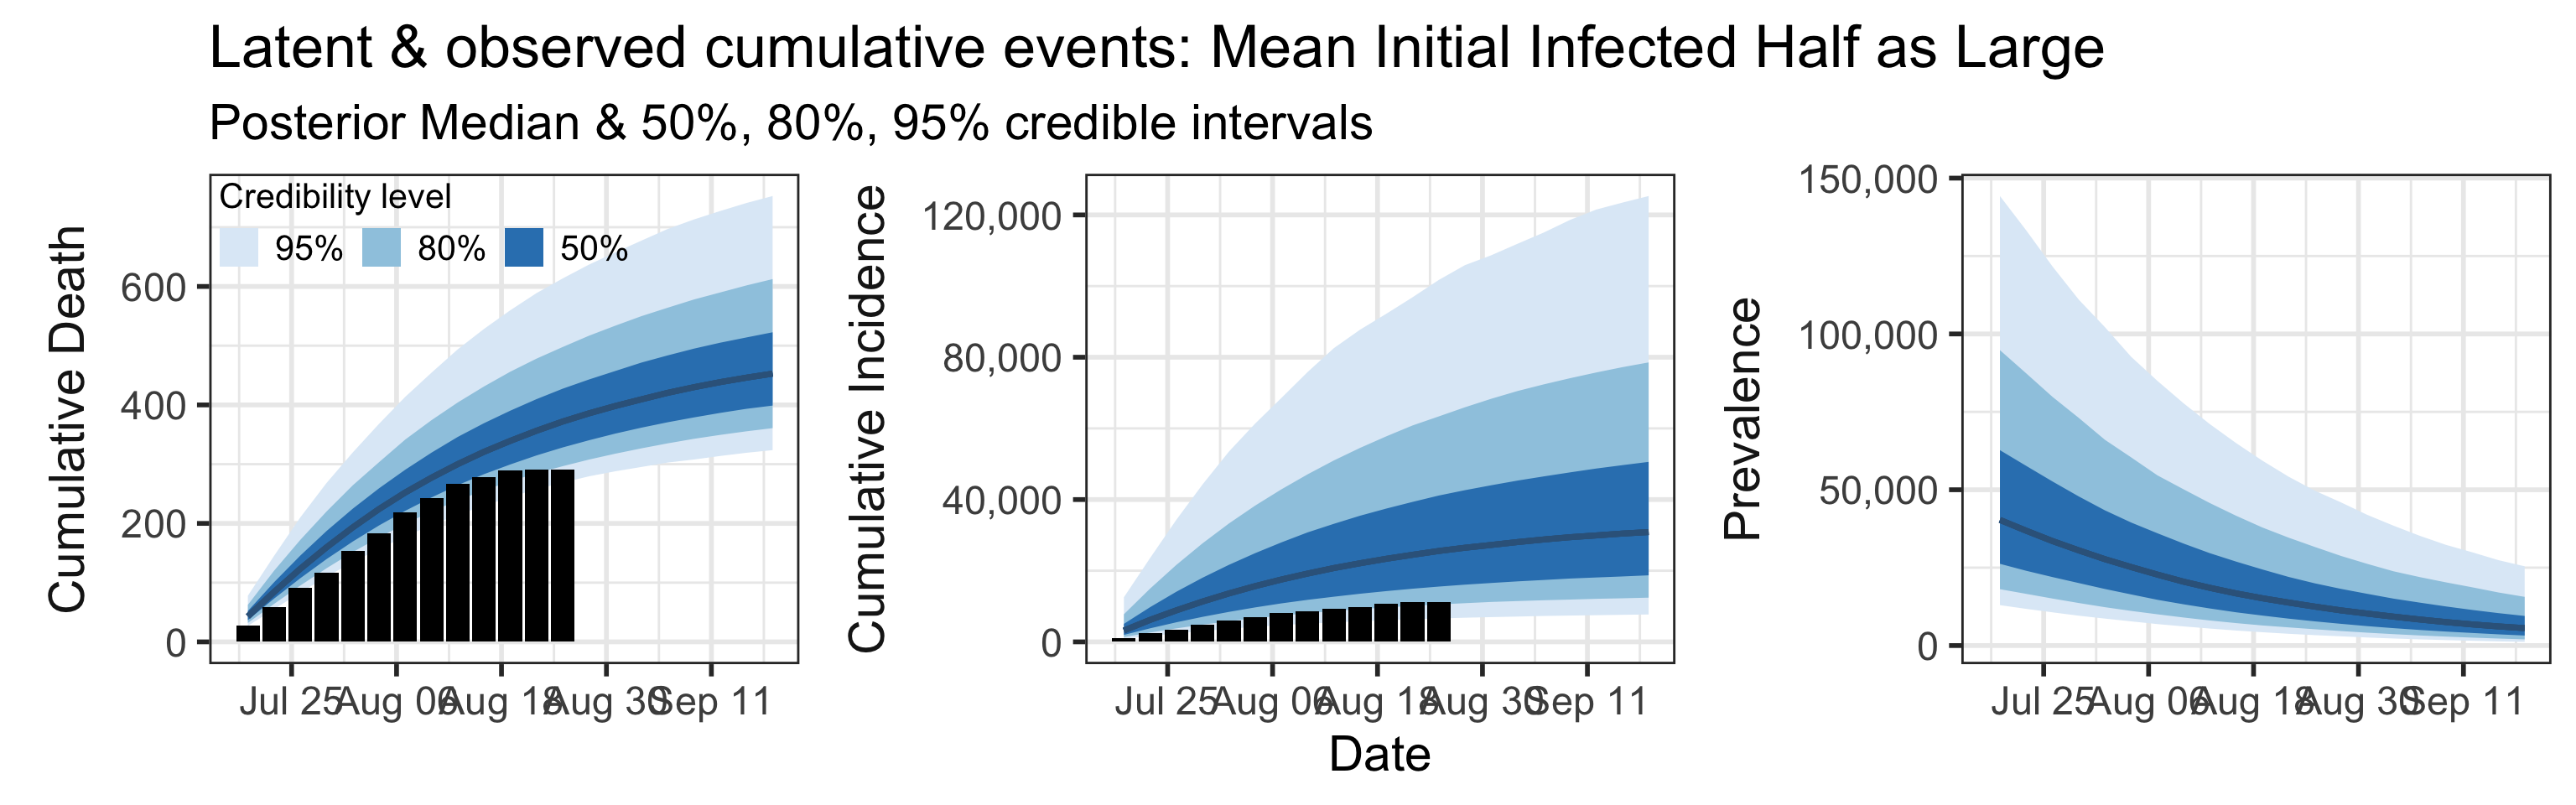 Latent & observed cumulative events: Mean Initial Infected Half as Large
Posterior Median & 50%, 80%, 95% credible intervals
Cumulative Death
Credibility level
95% 80% 50%
600
400
200
0
Jul 25 Aug 06 Aug 18 Aug 30 Sep 11
Cumulative Incidence
120,000
80,000
40,000
0
Jul 25 Aug 06 Aug 18 Aug 30 Sep 11
Prevalence
150,000
100,000
50,000
0
Jul 25 Aug 06 Aug 18 Aug 30 Sep 11
Date